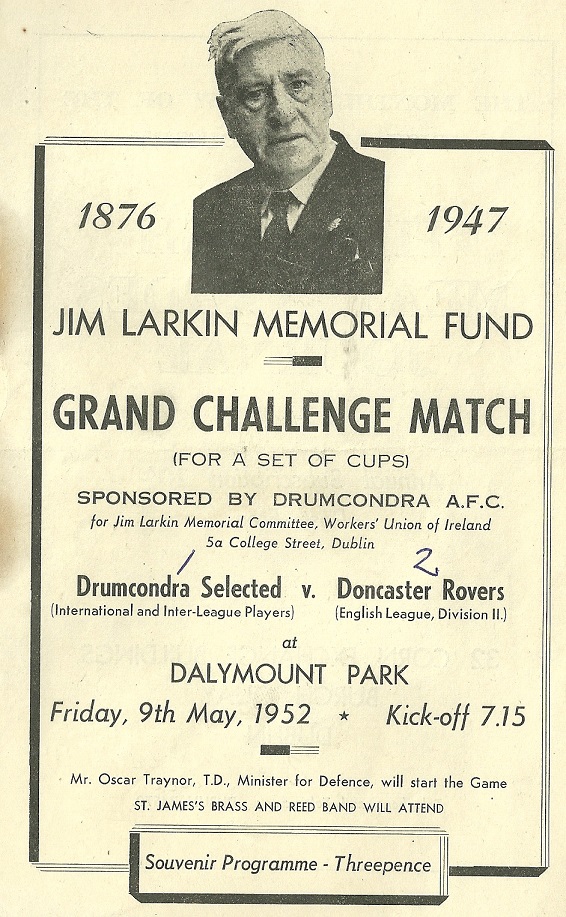 1876
1947
JIM LARKIN MEMORIAL FUND
GRAND CHALLENGE MATCH
(FOR A SET OF CUPS)
SPONSORED BY DRUMCONDRA A.F.C.
for Jim Larkin Memorial Committee, Workers' Union of Ireland
5a College Street, Dublin
1 2
Drumcondra Selected v. Doncaster Rovers
(International and Inter-League Players) (English League, Division II.)
at
DALYMOUNT PARK
Friday, 9th May, 1952 ★ Kick-off 7.15
Mr. Oscar Traynor, T.D., Minister for Defence, will start the Game
ST. JAMES'S BRASS AND REED BAND WILL ATTEND
Souvenir Programme - Threepence